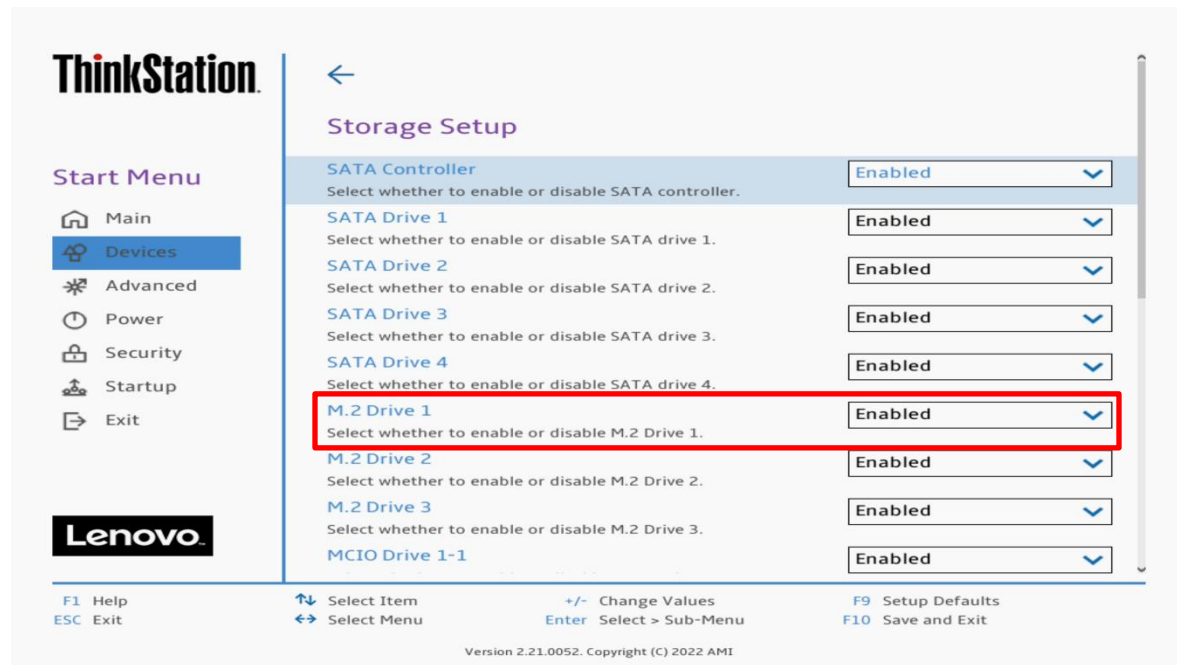 ThinkStation
Start Menu
Main
Devices
Advanced
Power
Security
Startup
Exit
Lenovo
Storage Setup
SATA Controller Enabled
Select whether to enable or disable SATA controller.
SATA Drive 1 Enabled
Select whether to enable or disable SATA drive 1.
SATA Drive 2 Enabled
Select whether to enable or disable SATA drive 2.
SATA Drive 3 Enabled
Select whether to enable or disable SATA drive 3.
SATA Drive 4 Enabled
Select whether to enable or disable SATA drive 4.
M.2 Drive 1 Enabled
Select whether to enable or disable M.2 Drive 1.
M.2 Drive 2 Enabled
Select whether to enable or disable M.2 Drive 2.
M.2 Drive 3 Enabled
Select whether to enable or disable M.2 Drive 3.
MCIO Drive 1-1 Enabled
F1 Help Select Item +/- Change Values F9 Setup Defaults
ESC Exit Select Menu Enter Select > Sub-Menu F10 Save and Exit
Version 2.21.0052. Copyright (C) 2022 AMI